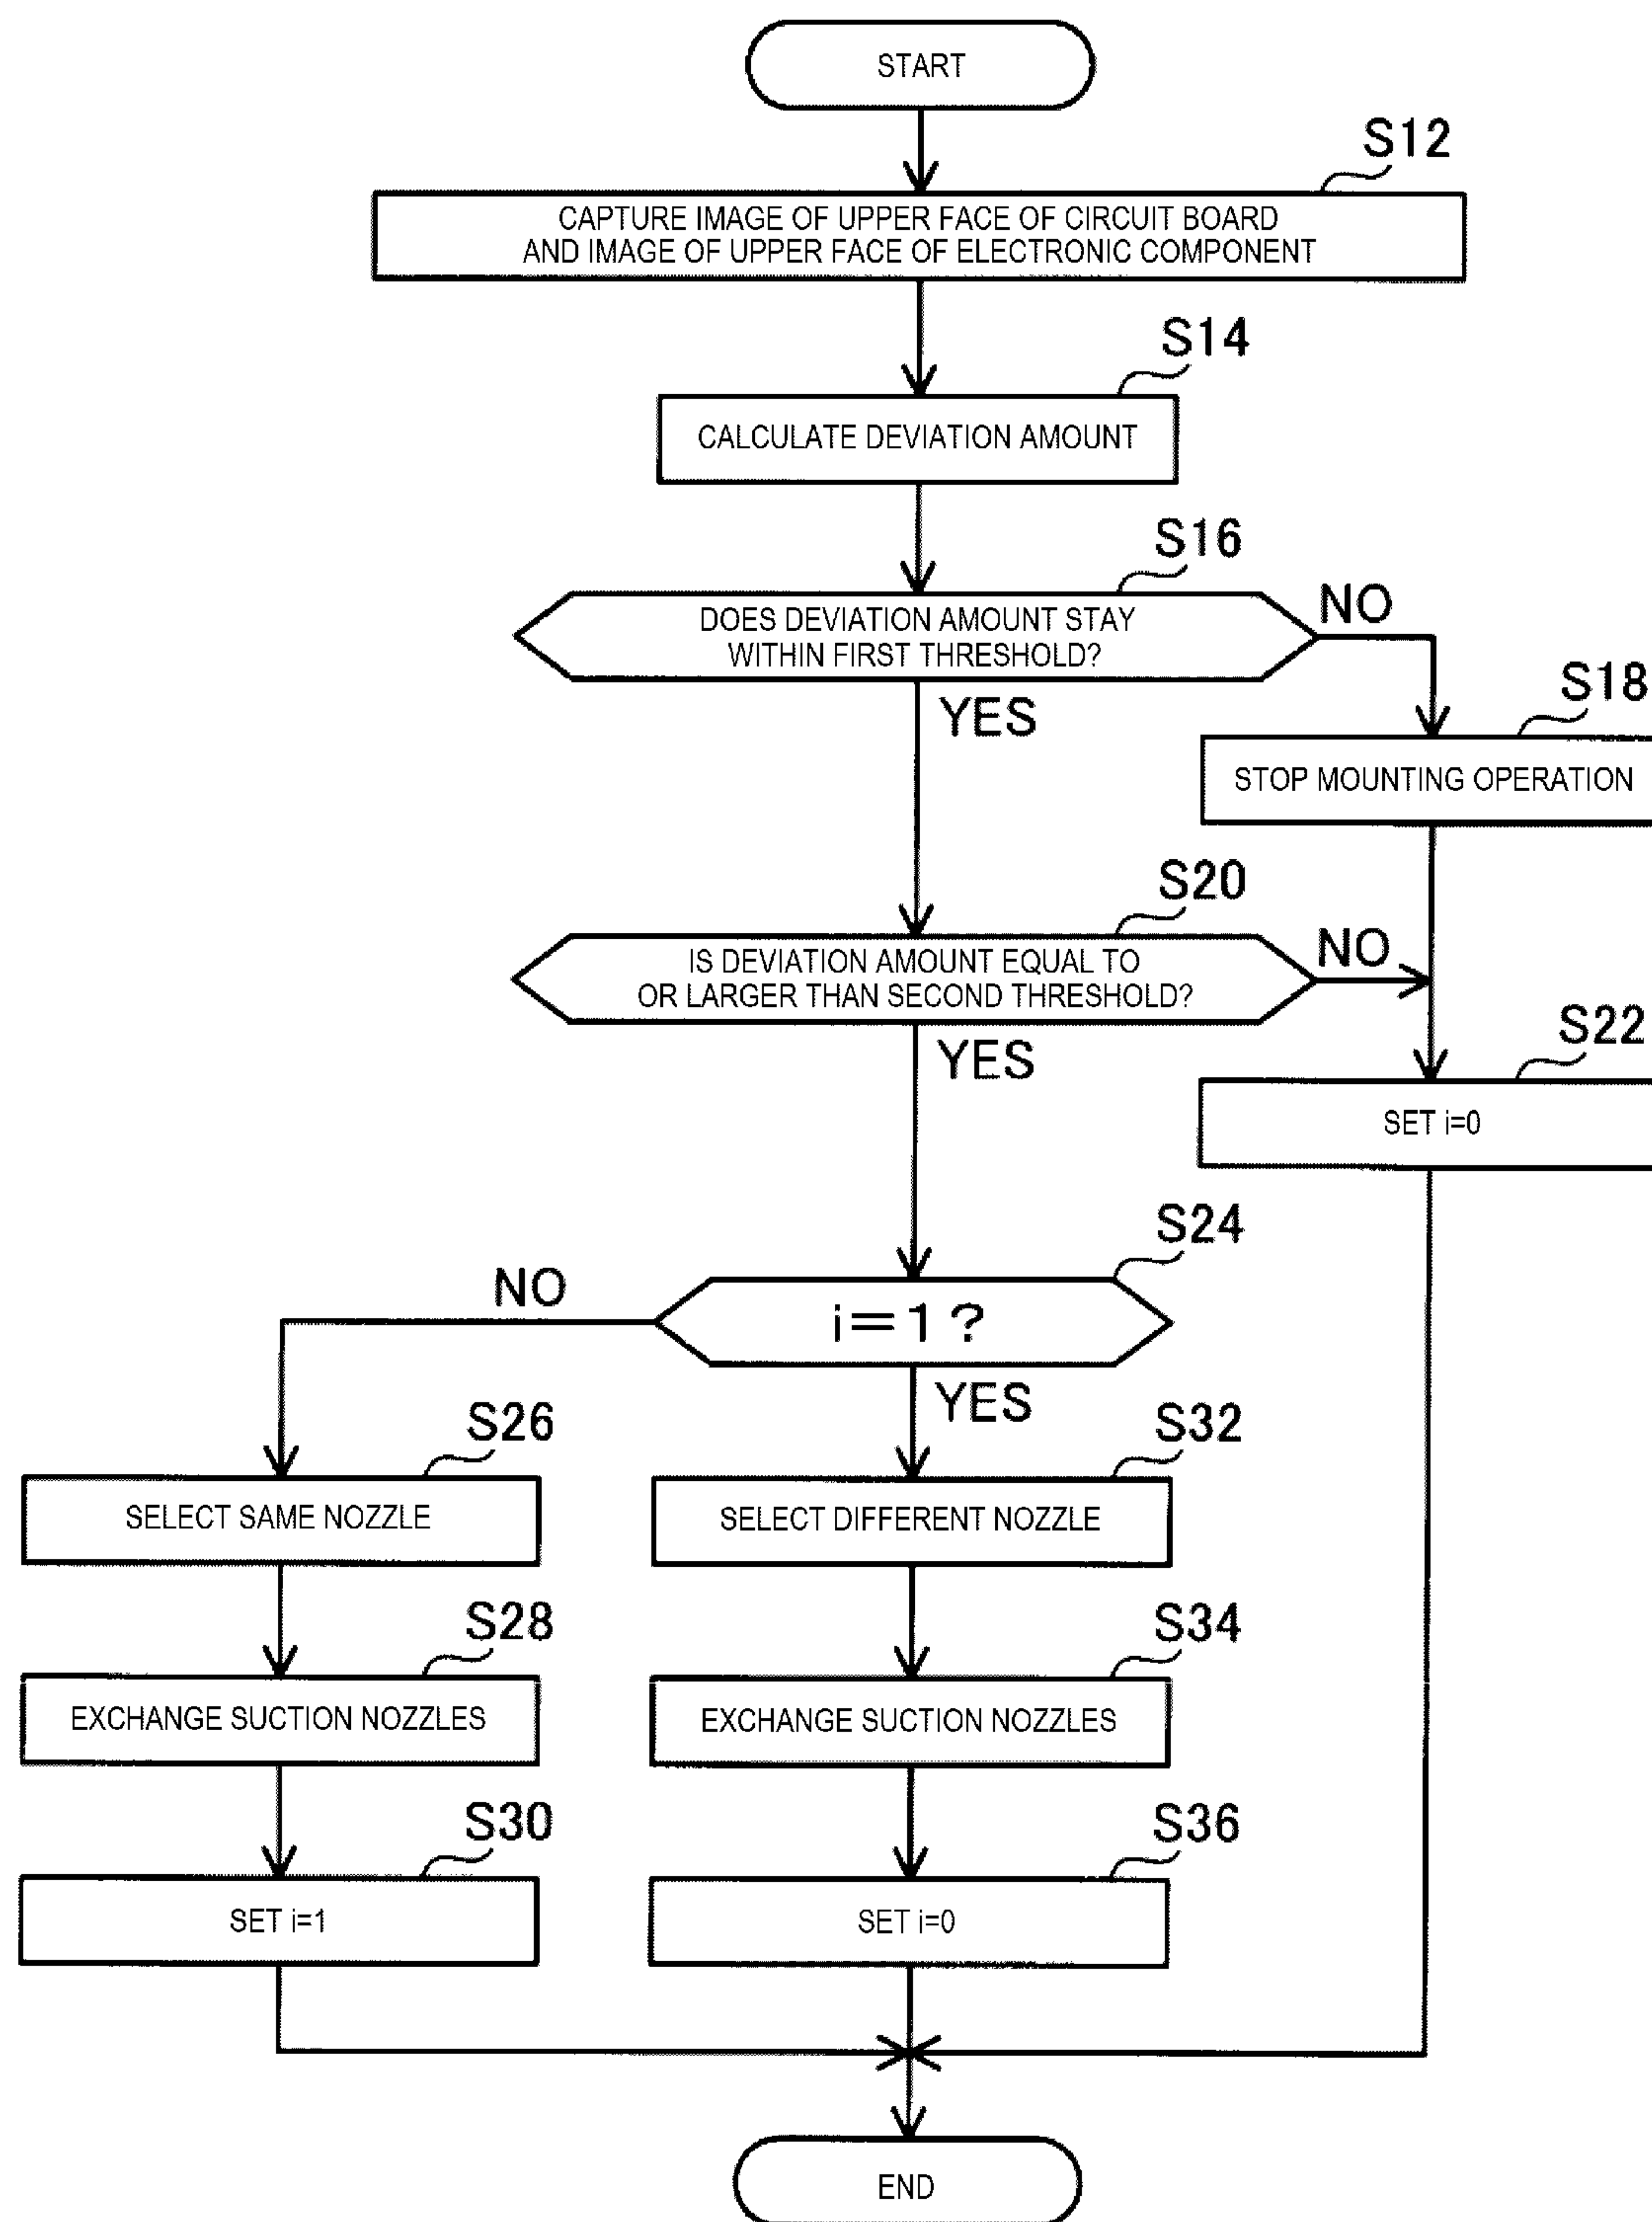 START
S12
CAPTURE IMAGE OF UPPER FACE OF CIRCUIT BOARD
AND IMAGE OF UPPER FACE OF ELECTRONIC COMPONENT
S14
CALCULATE DEVIATION AMOUNT
S16
DOES DEVIATION AMOUNT STAY
WITHIN FIRST THRESHOLD?
NO
YES
S18
STOP MOUNTING OPERATION
S20
IS DEVIATION AMOUNT EQUAL TO
OR LARGER THAN SECOND THRESHOLD?
NO
YES
S22
SET i=0
S24
i=1?
NO
YES
S26
SELECT SAME NOZZLE
S32
SELECT DIFFERENT NOZZLE
S28
EXCHANGE SUCTION NOZZLES
S34
EXCHANGE SUCTION NOZZLES
S30
SET i=1
S36
SET i=0
END